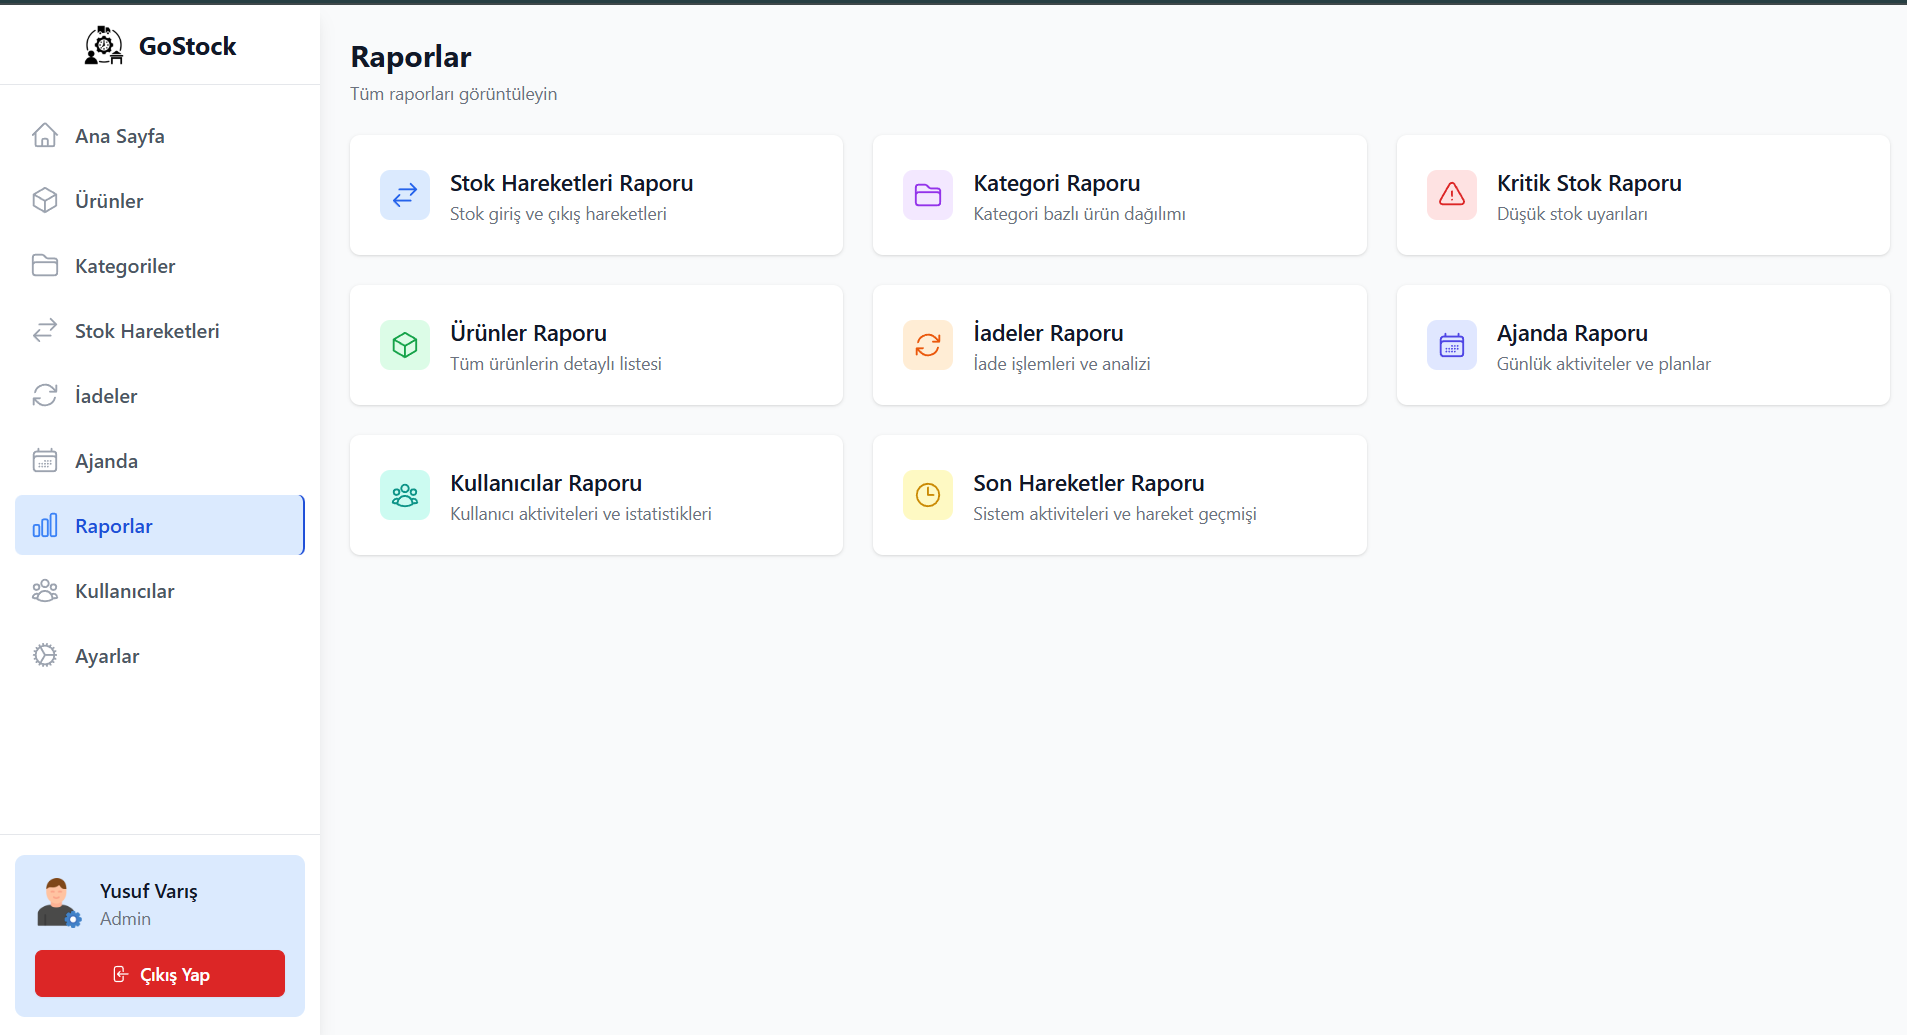 GoStock
Ana Sayfa
Ürünler
Kategoriler
Stok Hareketleri
İadeler
Ajanda
Raporlar
Kullanıcılar
Ayarlar
Yusuf Varış
Admin
Çıkış Yap
Raporlar
Tüm raporları görüntüleyin
Stok Hareketleri Raporu
Stok giriş ve çıkış hareketleri
Kategori Raporu
Kategori bazlı ürün dağılımı
Kritik Stok Raporu
Düşük stok uyarıları
Ürünler Raporu
Tüm ürünlerin detaylı listesi
İadeler Raporu
İade işlemleri ve analizi
Ajanda Raporu
Günlük aktiviteler ve planlar
Kullanıcılar Raporu
Kullanıcı aktiviteleri ve istatistikleri
Son Hareketler Raporu
Sistem aktiviteleri ve hareket geçmişi